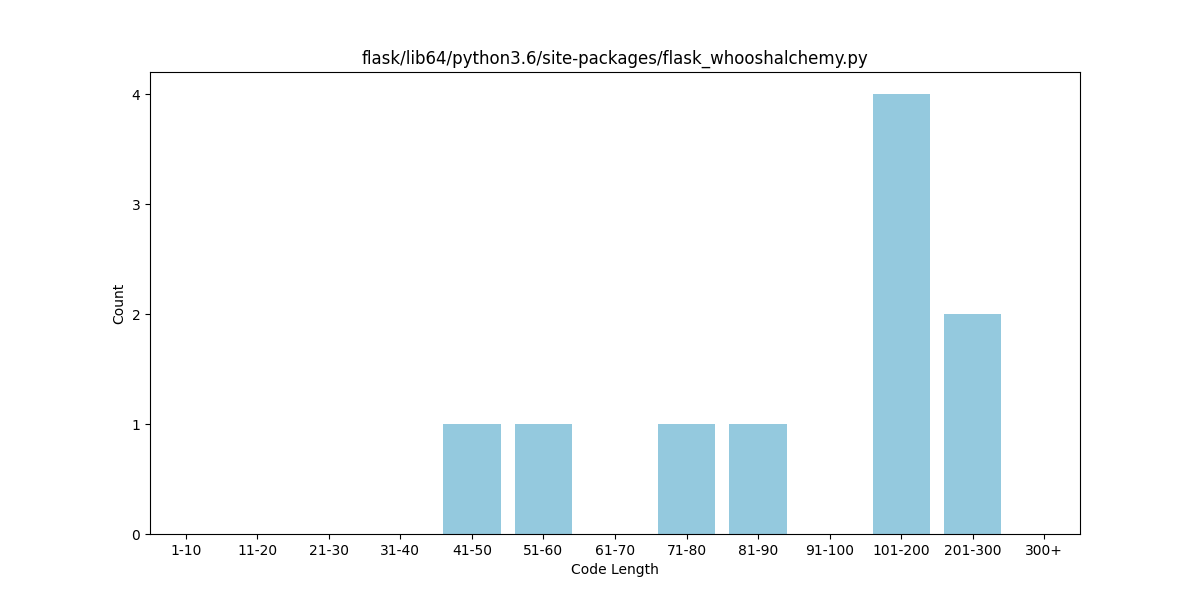 flask/lib64/python3.6/site-packages/flask_whooshalchemy.py
Count
4
3
2
1
0
1-10 11-20 21-30 31-40 41-50 51-60 61-70 71-80 81-90 91-100 101-200 201-300 300+
Code Length